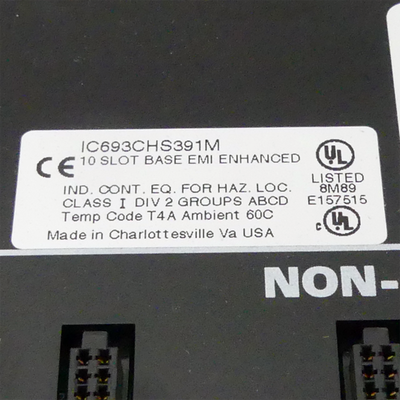 IC693CHS391M
CE 10 SLOT BASE EMI ENHANCED
IND. CONT. EQ. FOR HAZ. LOC.
CLASS I DIV 2 GROUPS ABCD
Temp Code T4A Ambient 60C
Made in Charlottesville Va USA
UL
LISTED
8M89
E157515
c UL
NON-